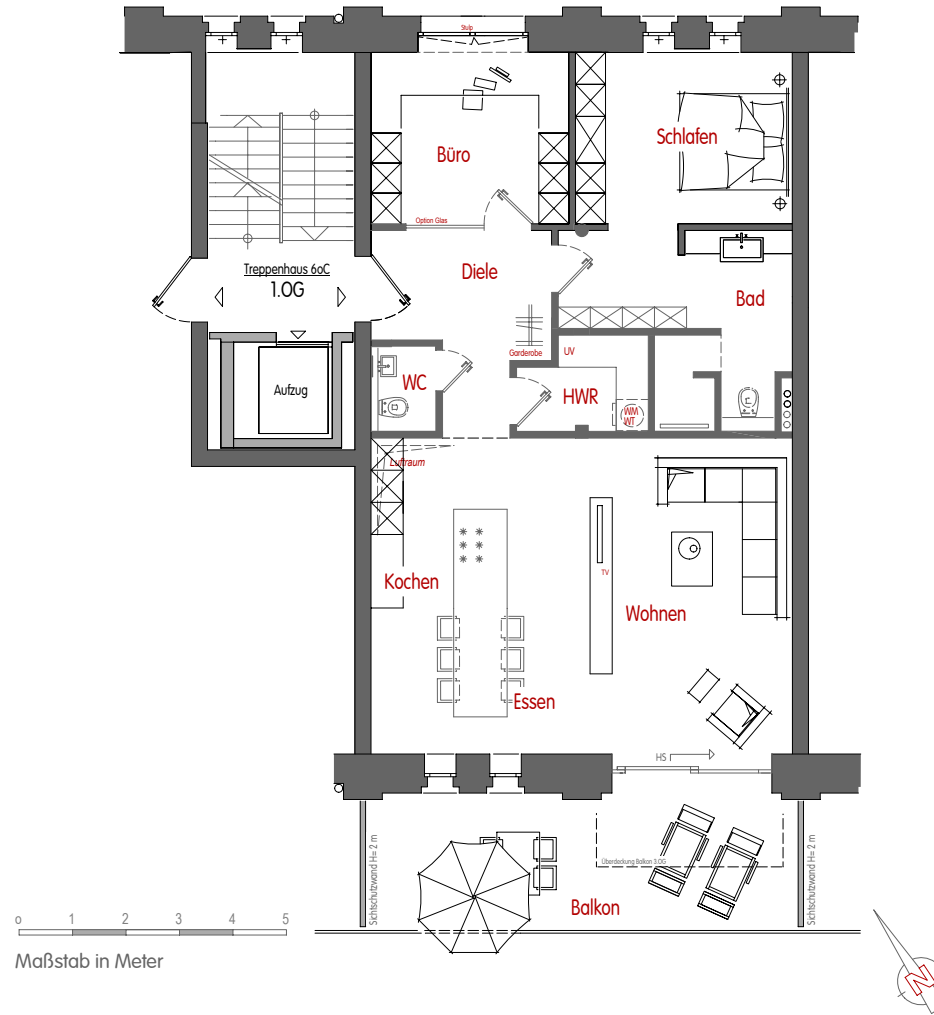 Stulp
Schlafen
Büro
Option Glas
Diele
Treppenhaus 6oC
1.OG
Bad
Garderobe
UV
WC
HWR
Aufzug
WM
WT
Luftraum
Kochen
TV
Wohnen
Essen
HS
Sichtschutzwand H= 2 m
Überdeckung Balkon 3.OG
Sichtschutzwand H= 2 m
Balkon
0 1 2 3 4 5
Maßstab in Meter
N